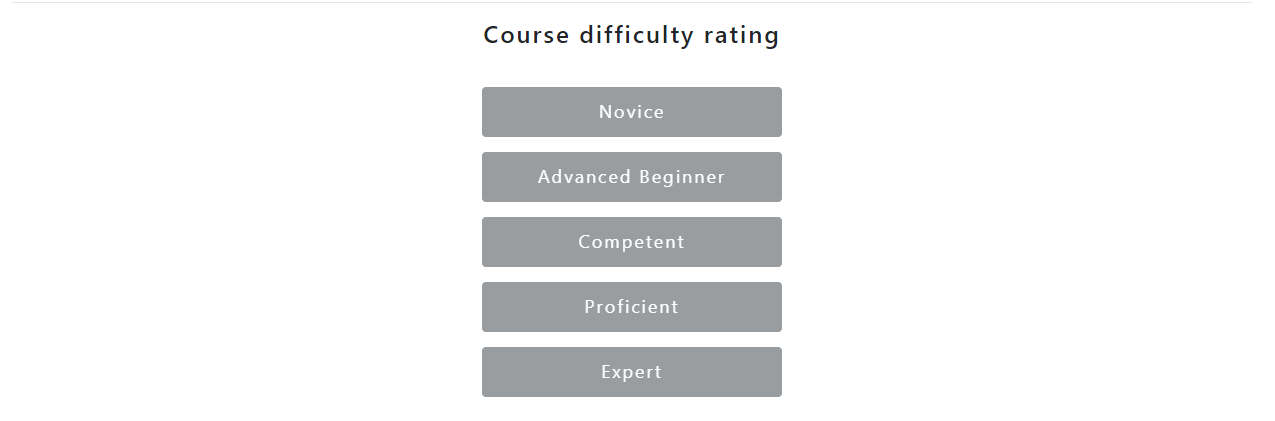 Course difficulty rating
Novice
Advanced Beginner
Competent
Proficient
Expert